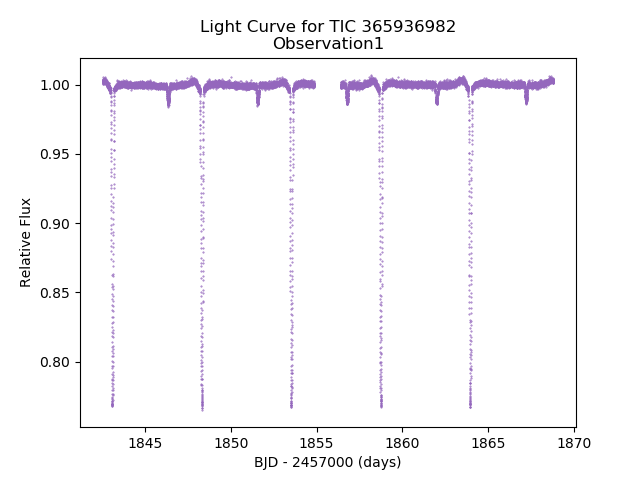 Light Curve for TIC 365936982
Observation1
Relative Flux
1.00
0.95
0.90
0.85
0.80
1845
1850
1855
1860
1865
1870
BJD - 2457000 (days)